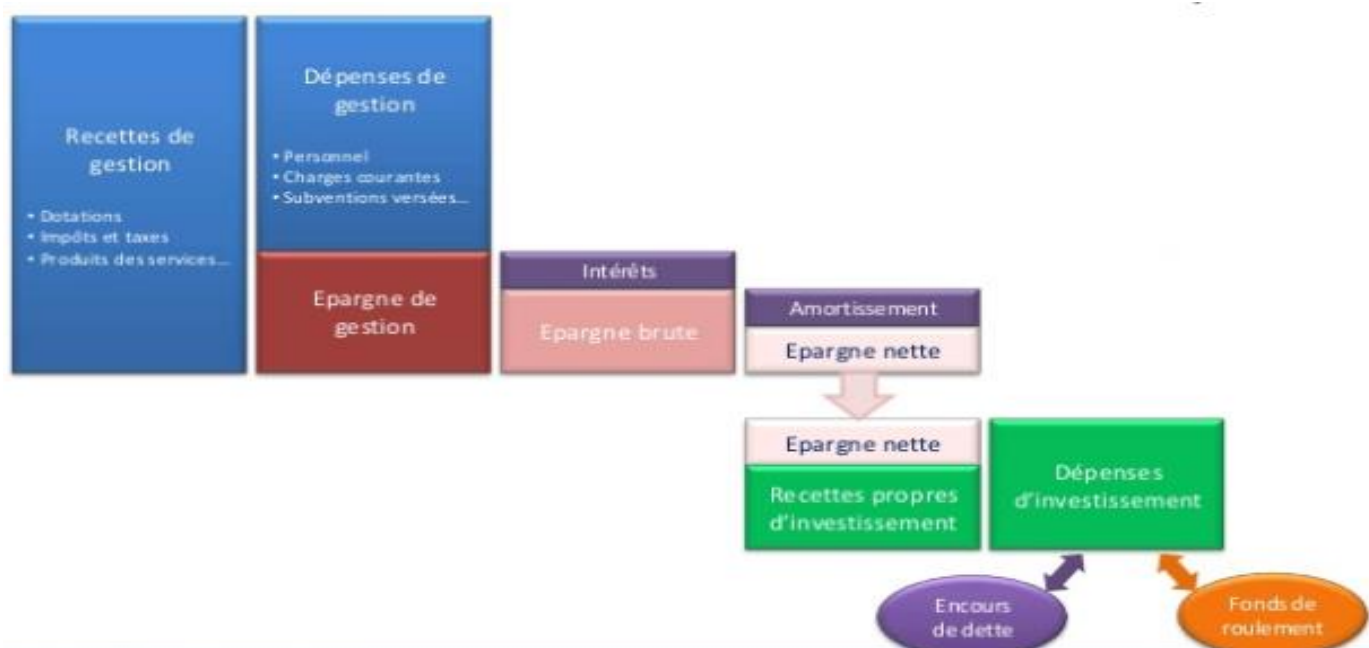 Recettes de
gestion
• Dotations
• Impôts et taxes
• Produits des services...
Dépenses de
gestion
• Personnel
• Charges courantes
• Subventions versées...
Epargne de
gestion
Intérêts
Epargne brute
Amortissement
Epargne nette
Epargne nette
Recettes propres
d'investissement
Dépenses
d'investissement
Encours
de dette
Fonds de
roulement